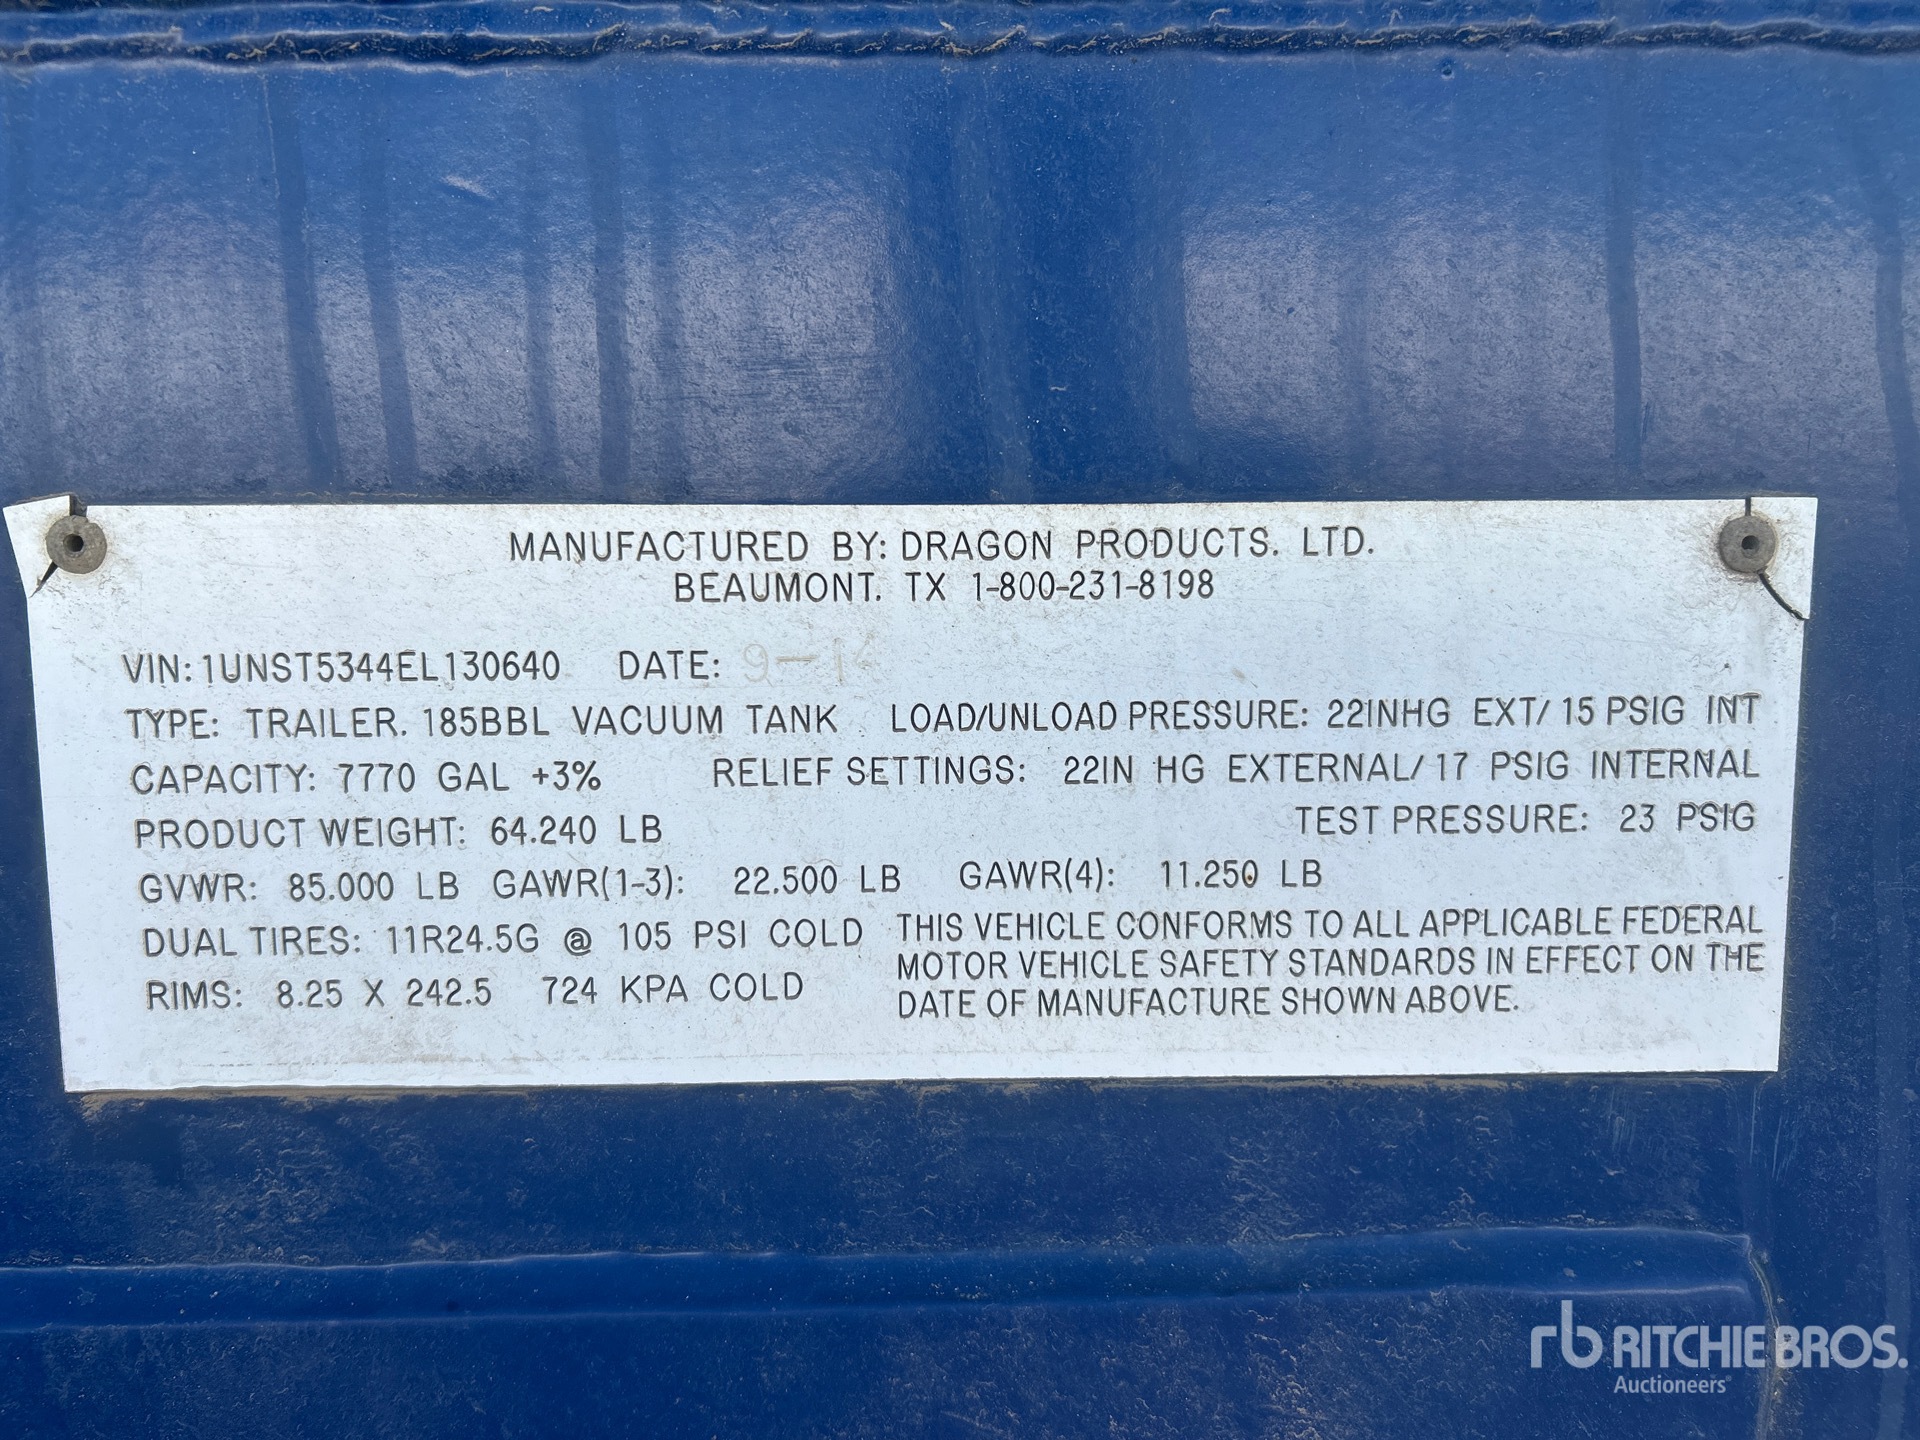 MANUFACTURED BY: DRAGON PRODUCTS. LTD.
BEAUMONT. TX 1-800-231-8198
VIN: 1UNST5344EL130640 DATE:
TYPE: TRAILER. 185BBL VACUUM TANK LOAD/UNLOAD PRESSURE: 22INHG EXT/ 15 PSIG INT
CAPACITY: 7770 GAL +3% RELIEF SETTINGS: 22IN HG EXTERNAL/ 17 PSIG INTERNAL
PRODUCT WEIGHT: 64.240 LB TEST PRESSURE: 23 PSIG
GVWR: 85.000 LB GAWR(1-3): 22.500 LB GAWR(4): 11.250 LB
DUAL TIRES: 11R24.5G @ 105 PSI COLD
RIMS: 8.25 X 242.5 724 KPA COLD
THIS VEHICLE CONFORMS TO ALL APPLICABLE FEDERAL
MOTOR VEHICLE SAFETY STANDARDS IN EFFECT ON THE
DATE OF MANUFACTURE SHOWN ABOVE.
rb RITCHIE BROS.
Auctioneers